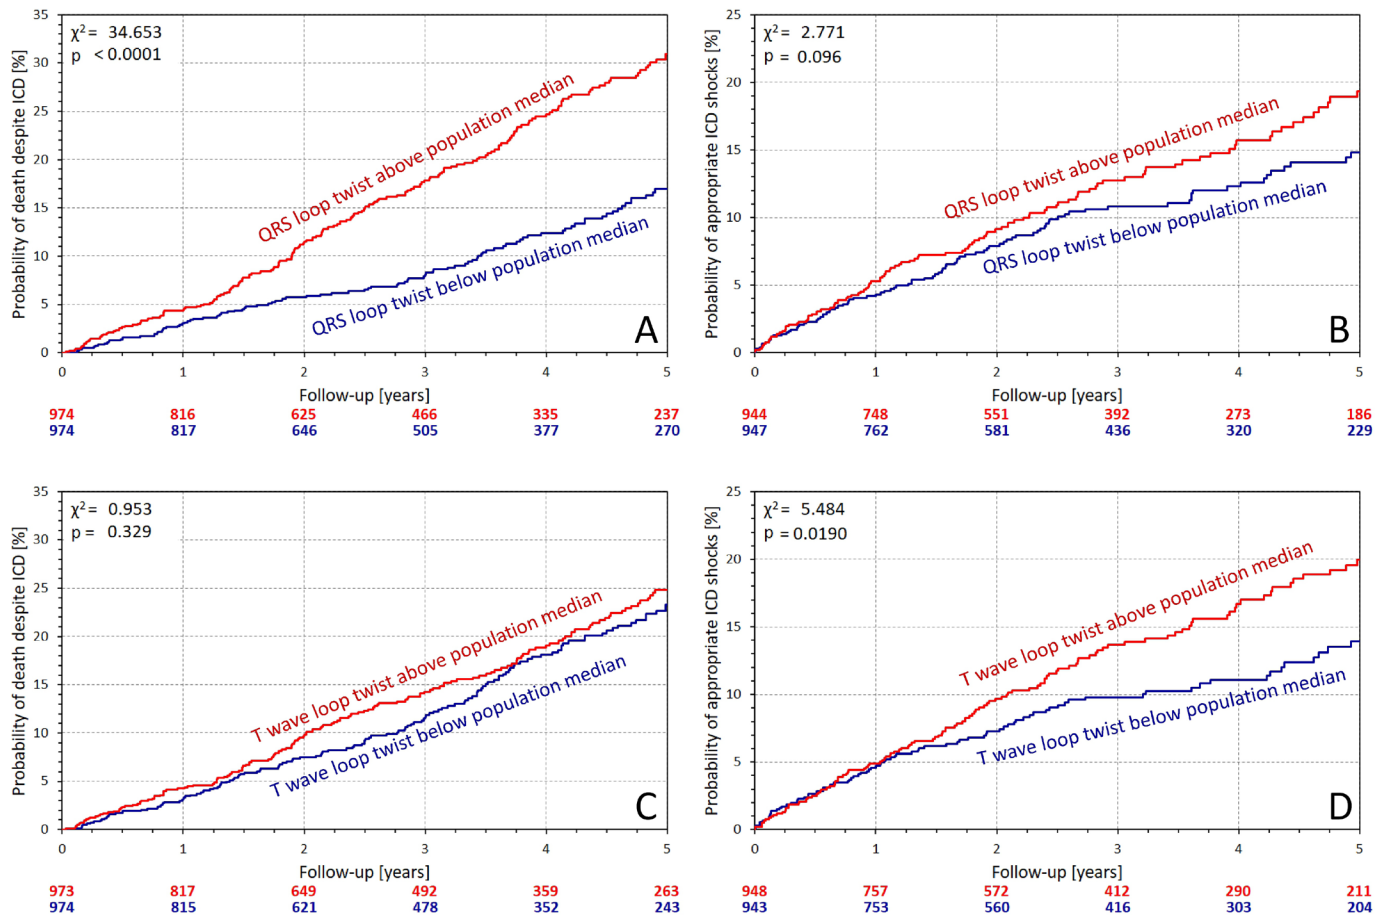 Probability of death despite ICD [%]
35
30
25
20
15
10
5
0
χ² = 34.653
p < 0.0001
QRS loop twist above population median
QRS loop twist below population median
A
0 1 2 3 4 5
Follow-up [years]
974 816 625 466 335 237
974 817 646 505 377 270
Probability of appropriate ICD shocks [%]
25
20
15
10
5
0
χ² = 2.771
p = 0.096
QRS loop twist above population median
QRS loop twist below population median
B
0 1 2 3 4 5
Follow-up [years]
944 748 551 392 273 186
947 762 581 436 320 229
Probability of death despite ICD [%]
35
30
25
20
15
10
5
0
χ² = 0.953
p = 0.329
T wave loop twist above population median
T wave loop twist below population median
C
0 1 2 3 4 5
Follow-up [years]
973 817 649 492 359 263
974 815 621 478 352 243
Probability of appropriate ICD shocks [%]
25
20
15
10
5
0
χ² = 5.484
p = 0.0190
T wave loop twist above population median
T wave loop twist below population median
D
0 1 2 3 4 5
Follow-up [years]
948 757 572 412 290 211
943 753 560 416 303 204